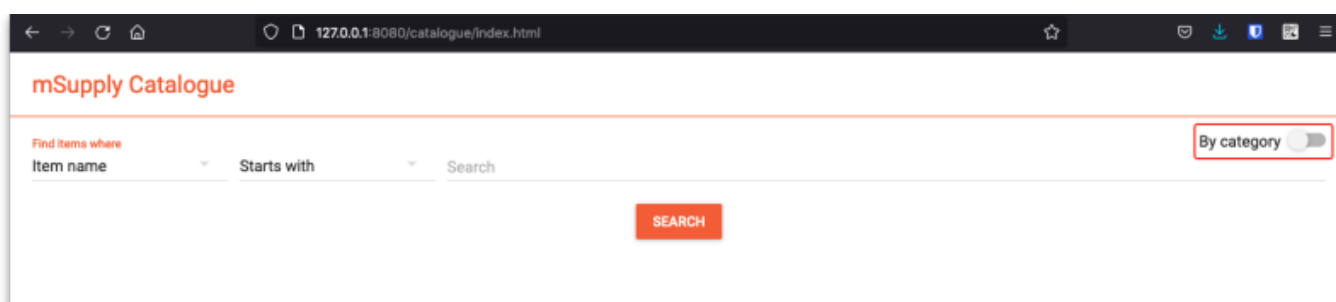 127.0.0.1:8080/catalogue/index.html
mSupply Catalogue
By category
Find items where
Item name Starts with Search
SEARCH